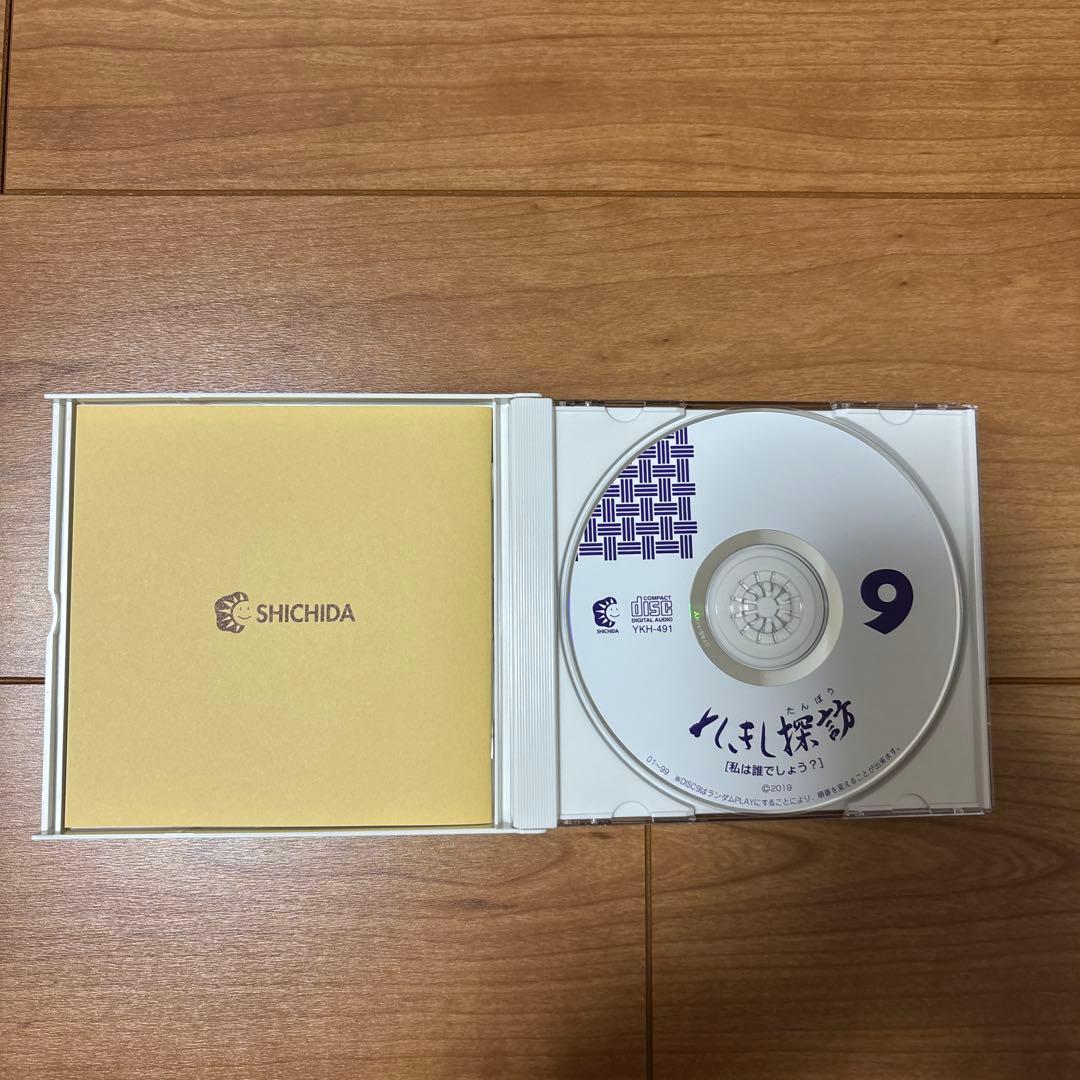 SHICHIDA
9
SHICHIDA
COMPACT
disc
DIGITAL AUDIO
YKH-491
たんぼう
れきし探訪
[私は誰でしょう?]
©2019
01~99 ※DISC9はランダムPLAYにすることにより、順番を変えることが出来ます。